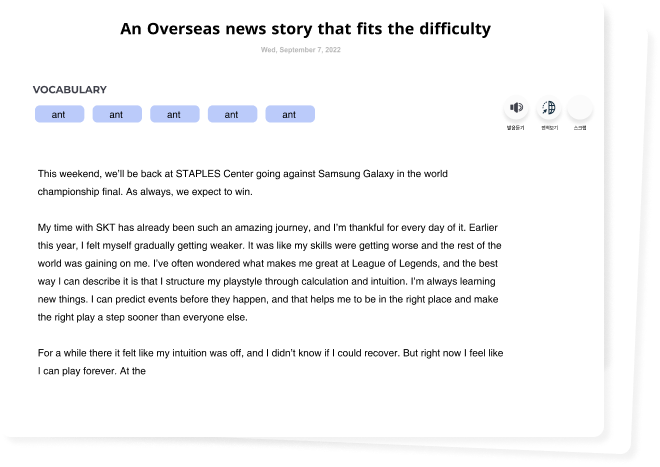 An Overseas news story that fits the difficulty
Wed, September 7, 2022
VOCABULARY
ant ant ant ant ant
발음듣기 번역보기 스크랩
This weekend, we’ll be back at STAPLES Center going against Samsung Galaxy in the world
championship final. As always, we expect to win.
My time with SKT has already been such an amazing journey, and I’m thankful for every day of it. Earlier
this year, I felt myself gradually getting weaker. It was like my skills were getting worse and the rest of the
world was gaining on me. I’ve often wondered what makes me great at League of Legends, and the best
way I can describe it is that I structure my playstyle through calculation and intuition. I’m always learning
new things. I can predict events before they happen, and that helps me to be in the right place and make
the right play a step sooner than everyone else.
For a while there it felt like my intuition was off, and I didn’t know if I could recover. But right now I feel like
I can play forever. At the